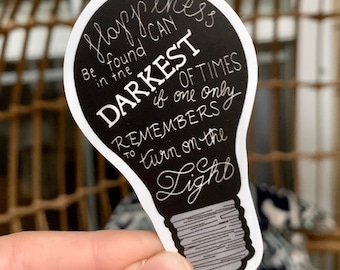 Happiness
CAN
Be found
in the
DARKEST
OF TIMES
if one only
REMEMBERS
TO turn on the
Light